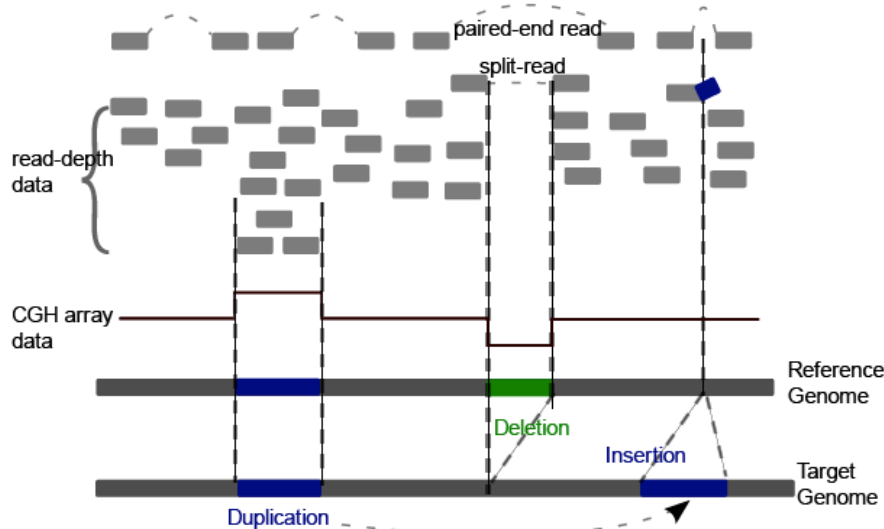 paired-end read
split-read
read-depth
data
CGH array
data
Reference
Genome
Deletion
Insertion
Target
Genome
Duplication